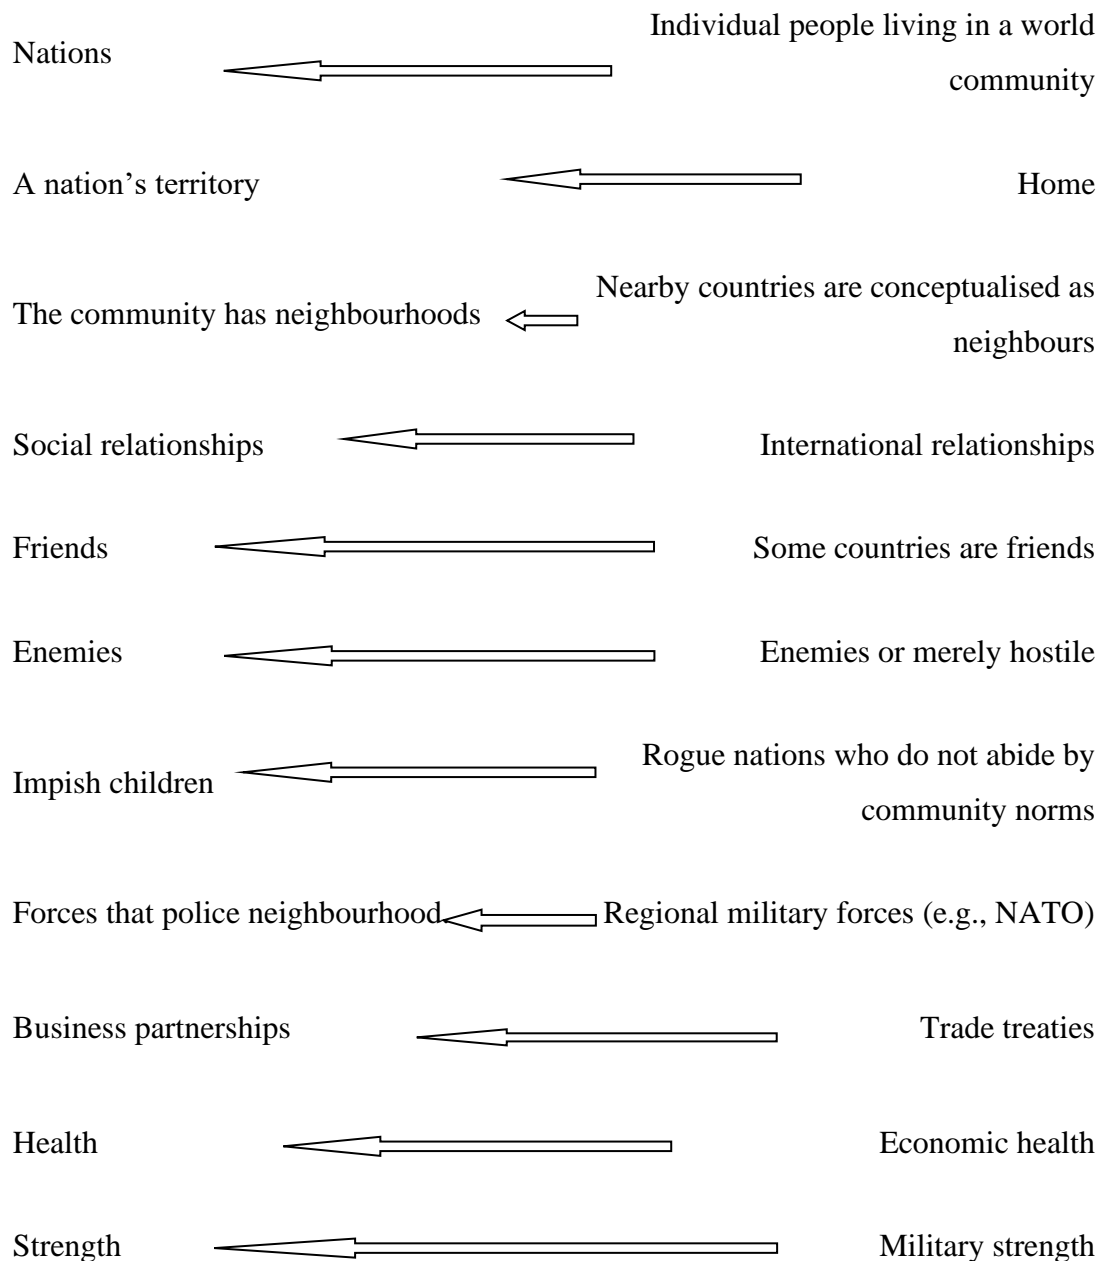 Nations
Individual people living in a world
community
A nation’s territory
Home
The community has neighbourhoods
Nearby countries are conceptualised as
neighbours
Social relationships
International relationships
Friends
Some countries are friends
Enemies
Enemies or merely hostile
Impish children
Rogue nations who do not abide by
community norms
Forces that police neighbourhood
Regional military forces (e.g., NATO)
Business partnerships
Trade treaties
Health
Economic health
Strength
Military strength